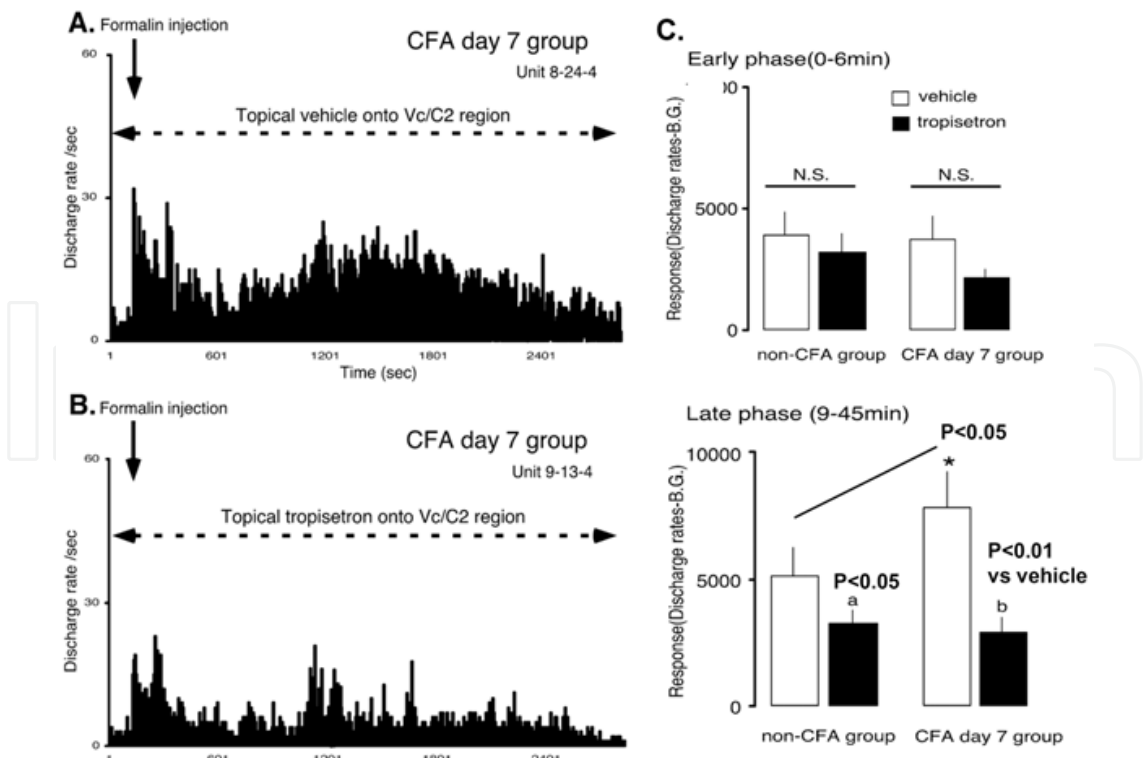 A. Formalin injection
CFA day 7 group
Unit 8-24-4
Topical vehicle onto Vc/C2 region
Discharge rate /sec
60
30
0
1 601 1201 1801 2401
Time (sec)
B. Formalin injection
CFA day 7 group
Unit 9-13-4
Topical tropisetron onto Vc/C2 region
Discharge rate /sec
60
30
0
C.
Early phase(0-6min)
vehicle
tropisetron
Response(Discharge rates-B.G.)
5000
0
N.S. N.S.
non-CFA group CFA day 7 group
Late phase (9-45min)
P<0.05
*
Response(Discharge rates-B.G.)
10000
5000
0
P<0.05
a
P<0.01
vs vehicle
b
non-CFA group CFA day 7 group